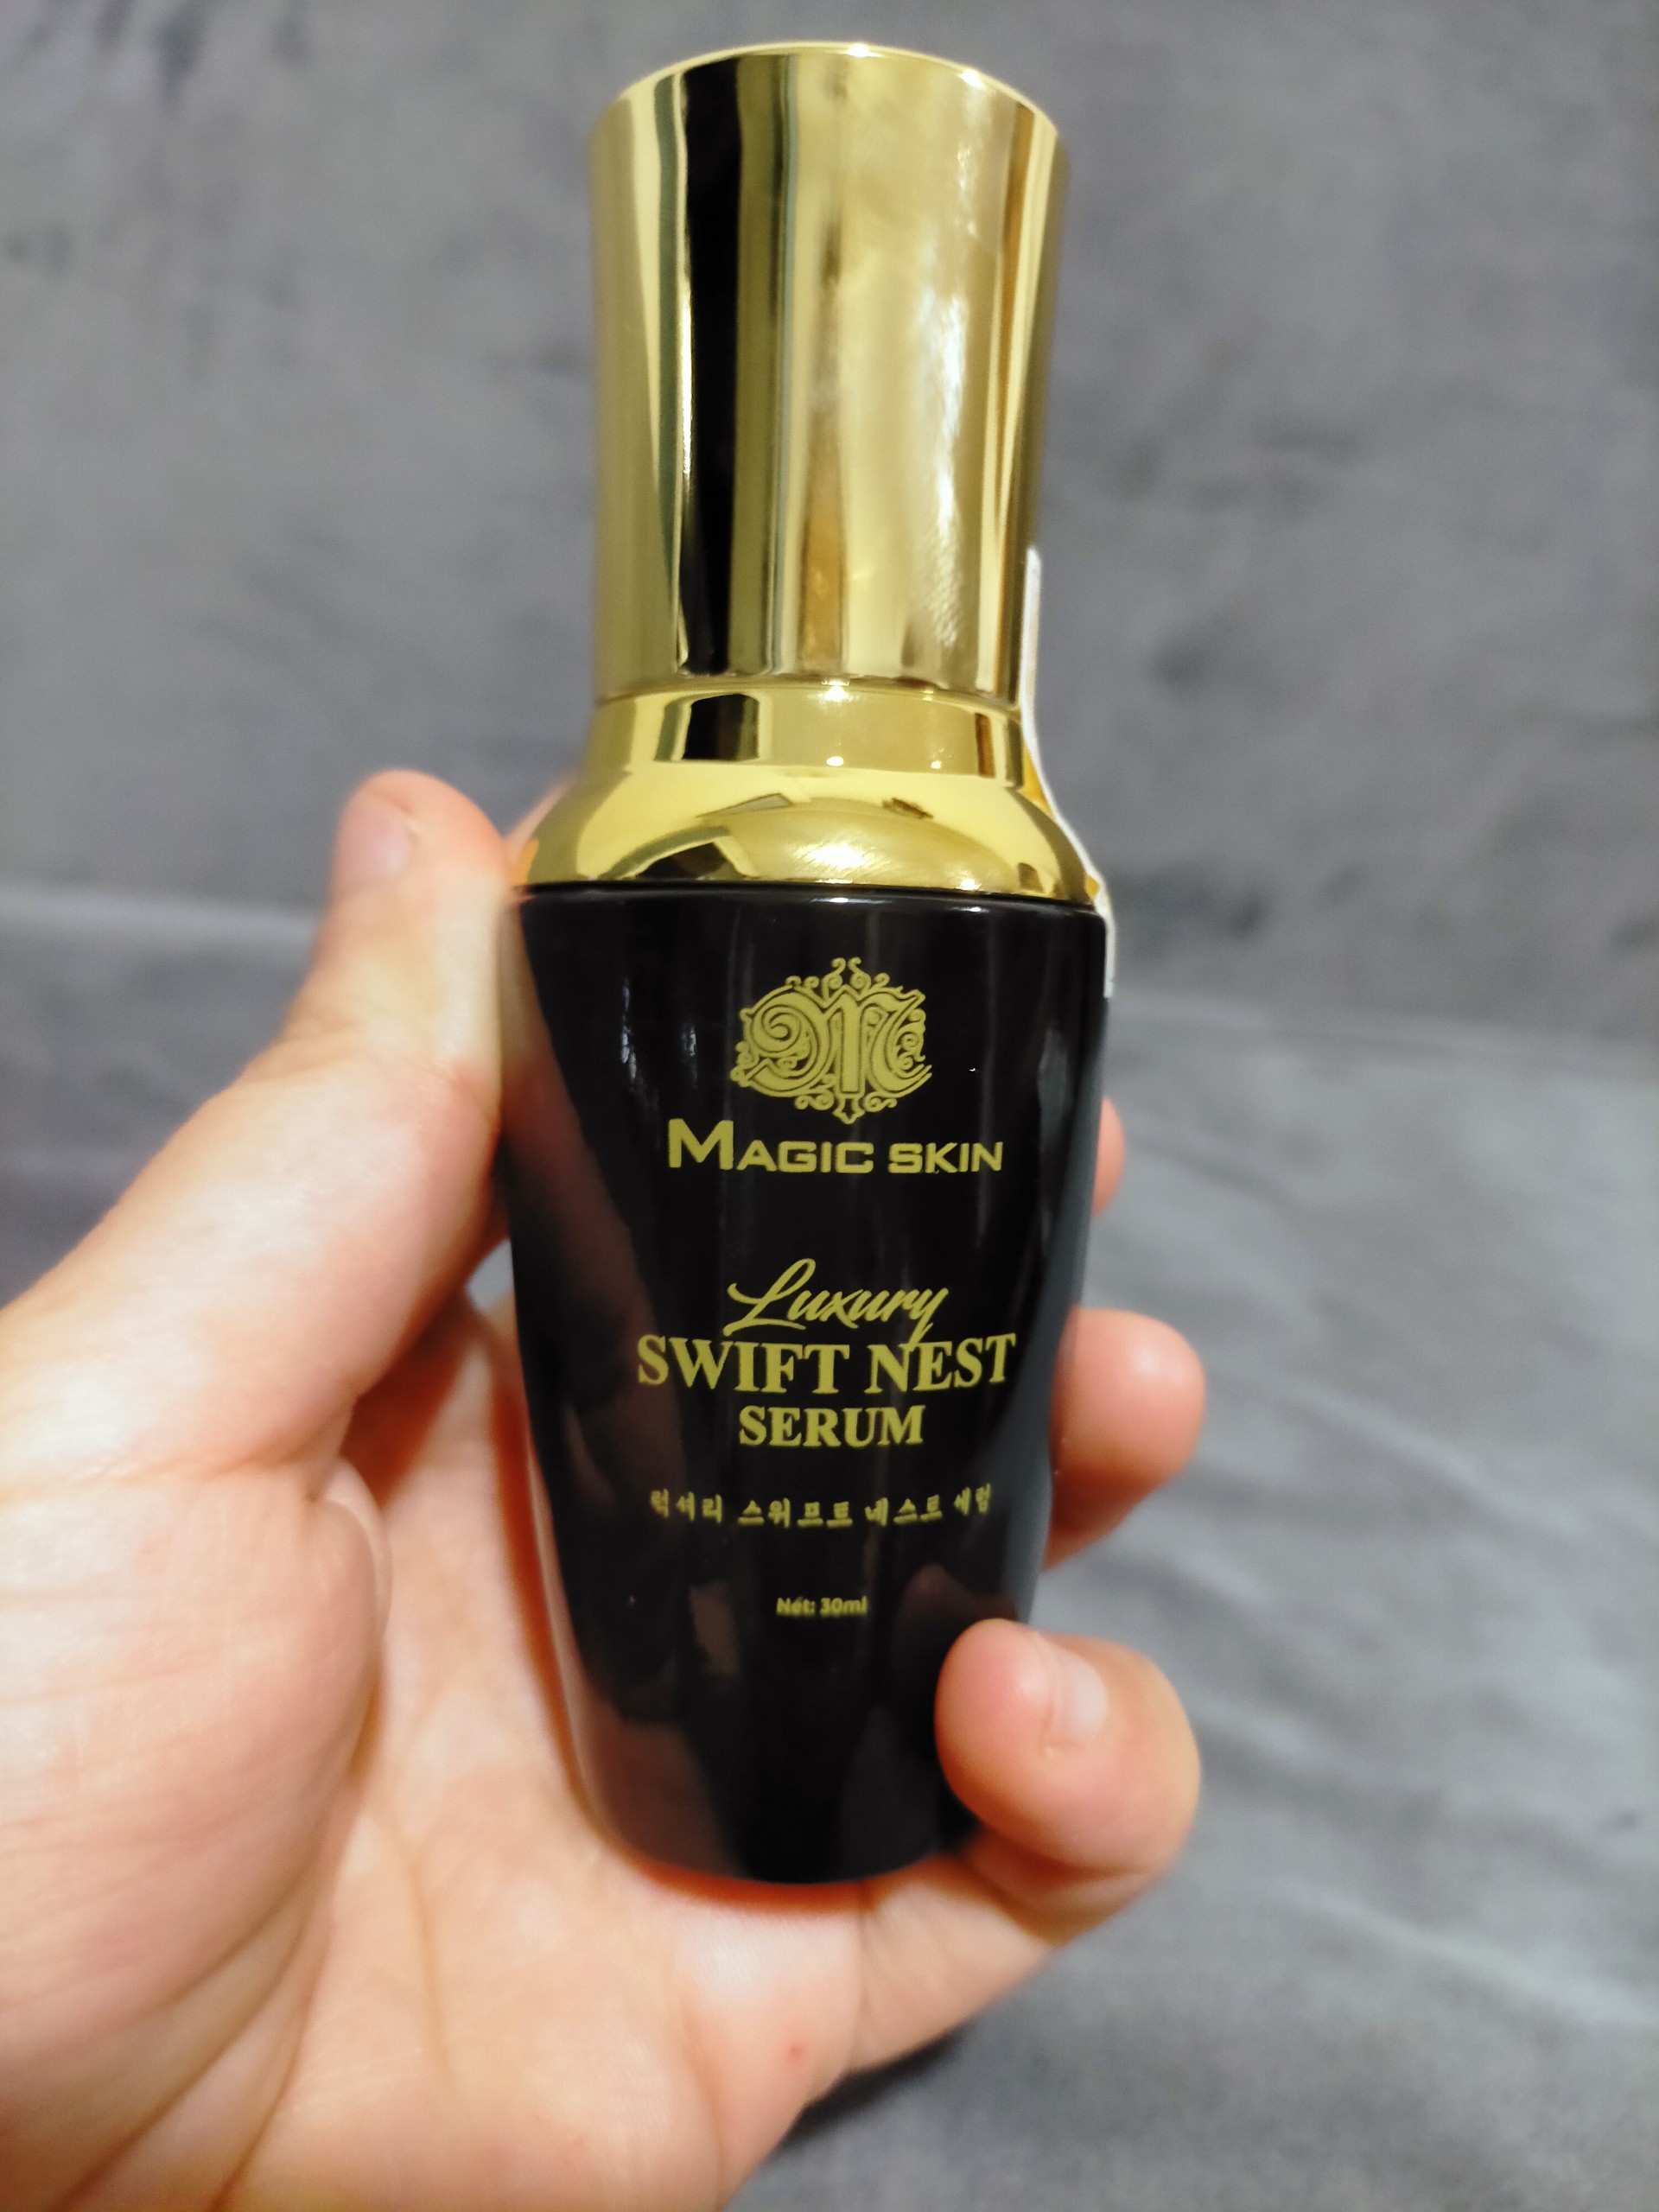 MAGIC SKIN
Luxury
SWIFT NEST
SERUM
럭셔리 스위프트 네스트 세럼
Net: 30ml